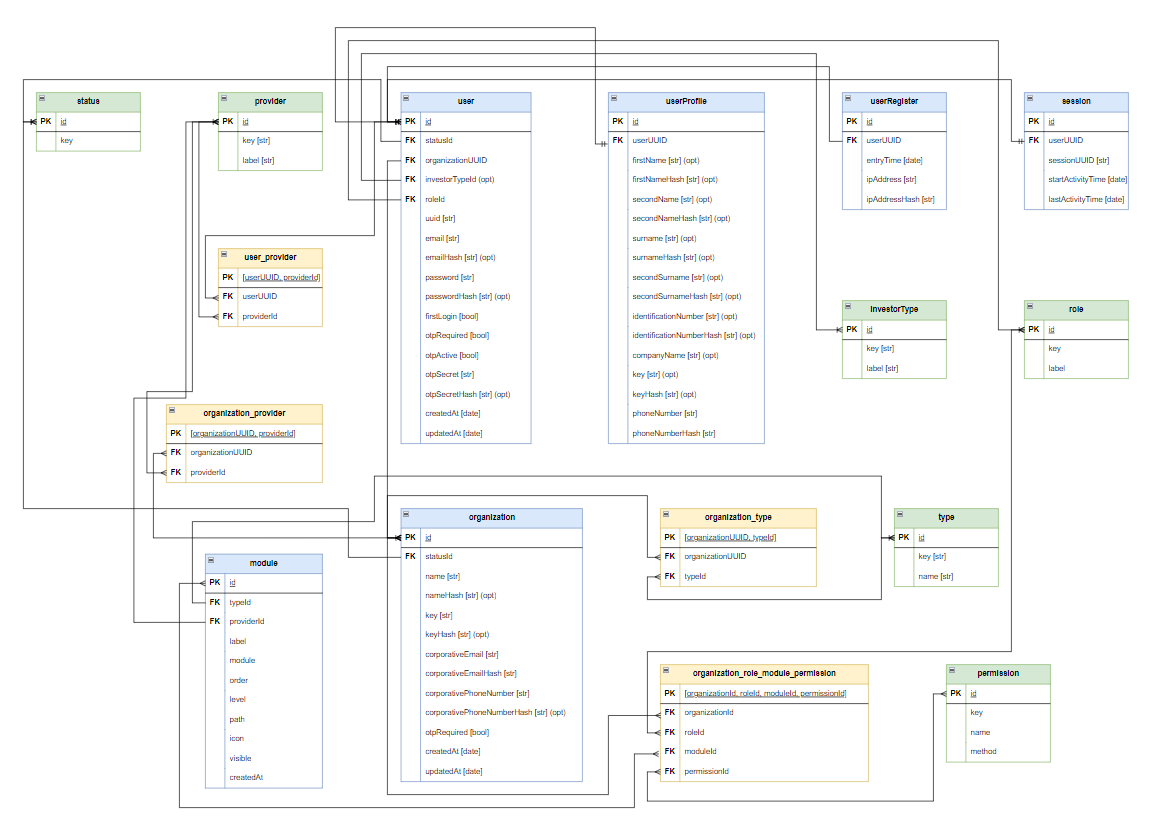 status
PK id
key
provider
PK id
key [str]
label [str]
user
PK id
FK statusId
FK organizationUUID
FK investorTypeId (opt)
FK roleId
uuid [str]
email [str]
emailHash [str] (opt)
password [str]
passwordHash [str] (opt)
firstLogin [bool]
otpRequired [bool]
otpActive [bool]
otpSecret [str]
otpSecretHash [str] (opt)
createdAt [date]
updatedAt [date]
userProfile
PK id
FK userUUID
firstName [str] (opt)
firstNameHash [str] (opt)
secondName [str] (opt)
secondNameHash [str] (opt)
surname [str] (opt)
surnameHash [str] (opt)
secondSurname [str] (opt)
secondSurnameHash [str] (opt)
identificationNumber [str] (opt)
identificationNumberHash [str] (opt)
companyName [str] (opt)
key [str] (opt)
keyHash [str] (opt)
phoneNumber [str]
phoneNumberHash [str]
userRegister
PK id
FK userUUID
entryTime [date]
ipAddress [str]
ipAddressHash [str]
session
PK id
FK userUUID
sessionUUID [str]
startActivityTime [date]
lastActivityTime [date]
user_provider
PK [userUUID, providerId]
FK userUUID
FK providerId
InvestorType
PK id
key [str]
label [str]
role
PK id
key
label
organization_provider
PK [organizationUUID, providerId]
FK organizationUUID
FK providerId
organization
PK id
FK statusId
name [str]
nameHash [str] (opt)
key [str]
keyHash [str] (opt)
corporativeEmail [str]
corporativeEmailHash [str]
corporativePhoneNumber [str]
corporativePhoneNumberHash [str] (opt)
otpRequired [bool]
createdAt [date]
updatedAt [date]
organization_type
PK [organizationUUID, typeId]
FK organizationUUID
FK typeId
type
PK id
key [str]
name [str]
module
PK id
FK typeId
FK providerId
label
module
order
level
path
icon
visible
createdAt
organization_role_module_permission
PK [organizationId, roleId, moduleId, permissionId]
FK organizationId
FK roleId
FK moduleId
FK permissionId
permission
PK id
key
name
method